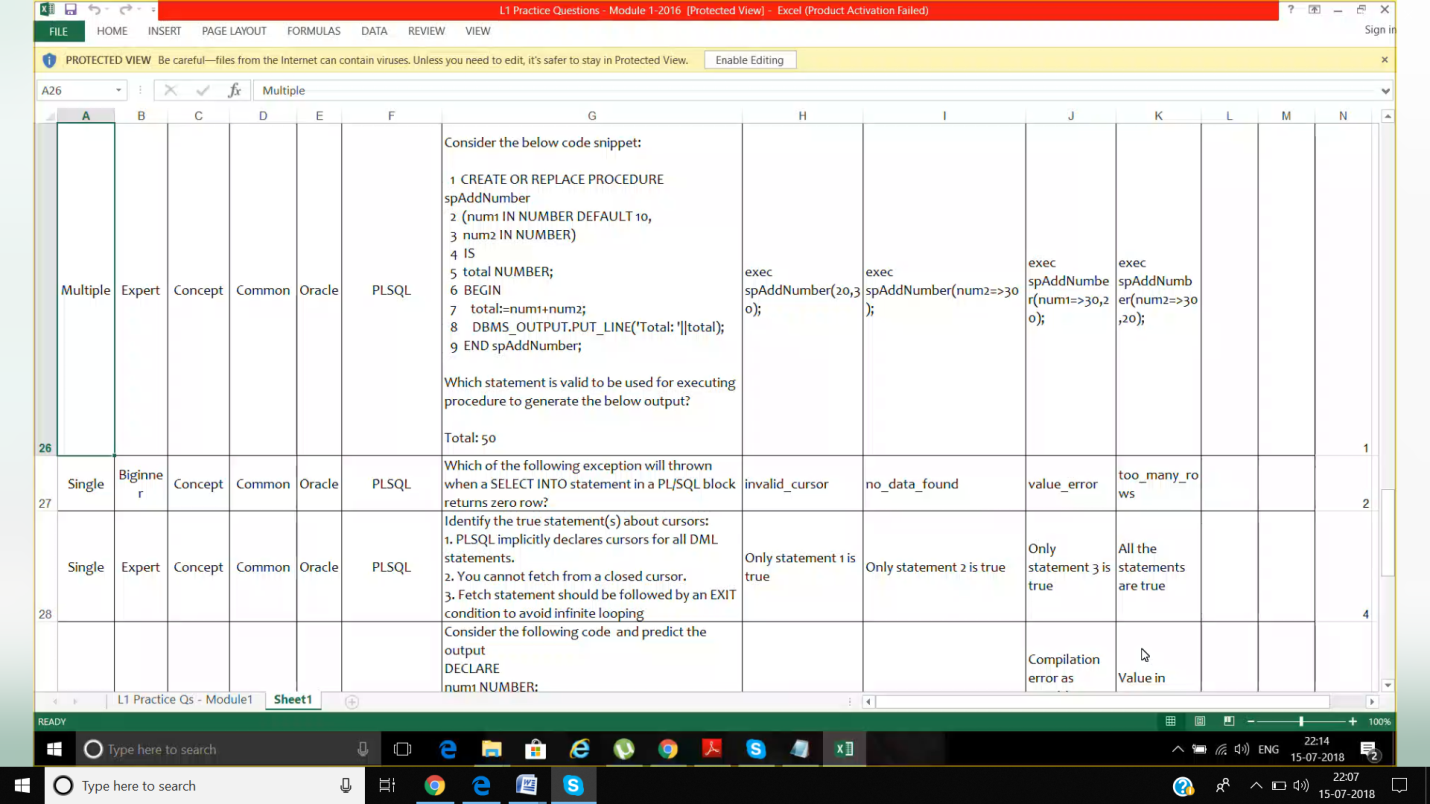 L1 Practice Questions - Module 1-2016 [Protected View] - Excel (Product Activation Failed)
FILE HOME INSERT PAGE LAYOUT FORMULAS DATA REVIEW VIEW
Sign in
PROTECTED VIEW Be careful—files from the Internet can contain viruses. Unless you need to edit, it's safer to stay in Protected View. Enable Editing
A26 fx Multiple
A B C D E F G H I J K L M N
Multiple
Expert
Concept
Common
Oracle
PLSQL
Consider the below code snippet:
1 CREATE OR REPLACE PROCEDURE
spAddNumber
2 (num1 IN NUMBER DEFAULT 10,
3 num2 IN NUMBER)
4 IS
5 total NUMBER;
6 BEGIN
7 total:=num1+num2;
8 DBMS_OUTPUT.PUT_LINE('Total: '||total);
9 END spAddNumber;
Which statement is valid to be used for executing
procedure to generate the below output?
Total: 50
exec
spAddNumber(20,3
0);
exec
spAddNumber(num2=>30
);
exec
spAddNumbe
r(num1=>30,2
0);
exec
spAddNumb
er(num2=>30
,20);
26
1
Single
Biginne
r
Concept
Common
Oracle
PLSQL
Which of the following exception will thrown
when a SELECT INTO statement in a PL/SQL block
returns zero row?
invalid_cursor
no_data_found
value_error
too_many_ro
ws
27
2
Single
Expert
Concept
Common
Oracle
PLSQL
Identify the true statement(s) about cursors:
1. PLSQL implicitly declares cursors for all DML
statements.
2. You cannot fetch from a closed cursor.
3. Fetch statement should be followed by an EXIT
condition to avoid infinite looping
Only statement 1 is
true
Only statement 2 is true
Only
statement 3 is
true
All the
statements
are true
28
4
Consider the following code and predict the
output
DECLARE
num1 NUMBER;
Compilation
error as
Value in
L1 Practice Qs - Module1 Sheet1
READY
100%
Type here to search
ENG
22:14
15-07-2018
2
Type here to search
22:07
15-07-2018